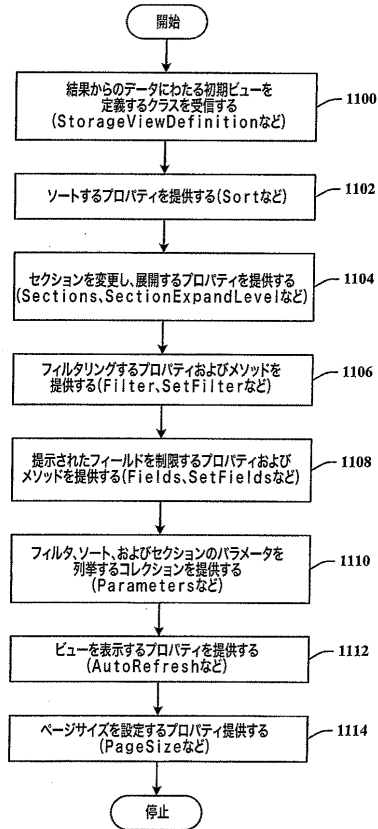 開始
結果からのデータにわたる初期ビューを
定義するクラスを受信する
(StorageViewDefinitionなど)
1100
ソートするプロパティを提供する(Sortなど)
1102
セクションを変更し、展開するプロパティを提供する
(Sections、SectionExpandLevelなど)
1104
フィルタリングするプロパティおよびメソッドを
提供する(Filter、SetFilterなど)
1106
提示されたフィールドを制限するプロパティおよび
メソッドを提供する(Fields、SetFieldsなど)
1108
フィルタ、ソート、およびセクションのパラメータを
列挙するコレクションを提供する
(Parametersなど)
1110
ビューを表示するプロパティを提供する
(AutoRefreshなど)
1112
ページサイズを設定するプロパティ提供する
(PageSizeなど)
1114
停止